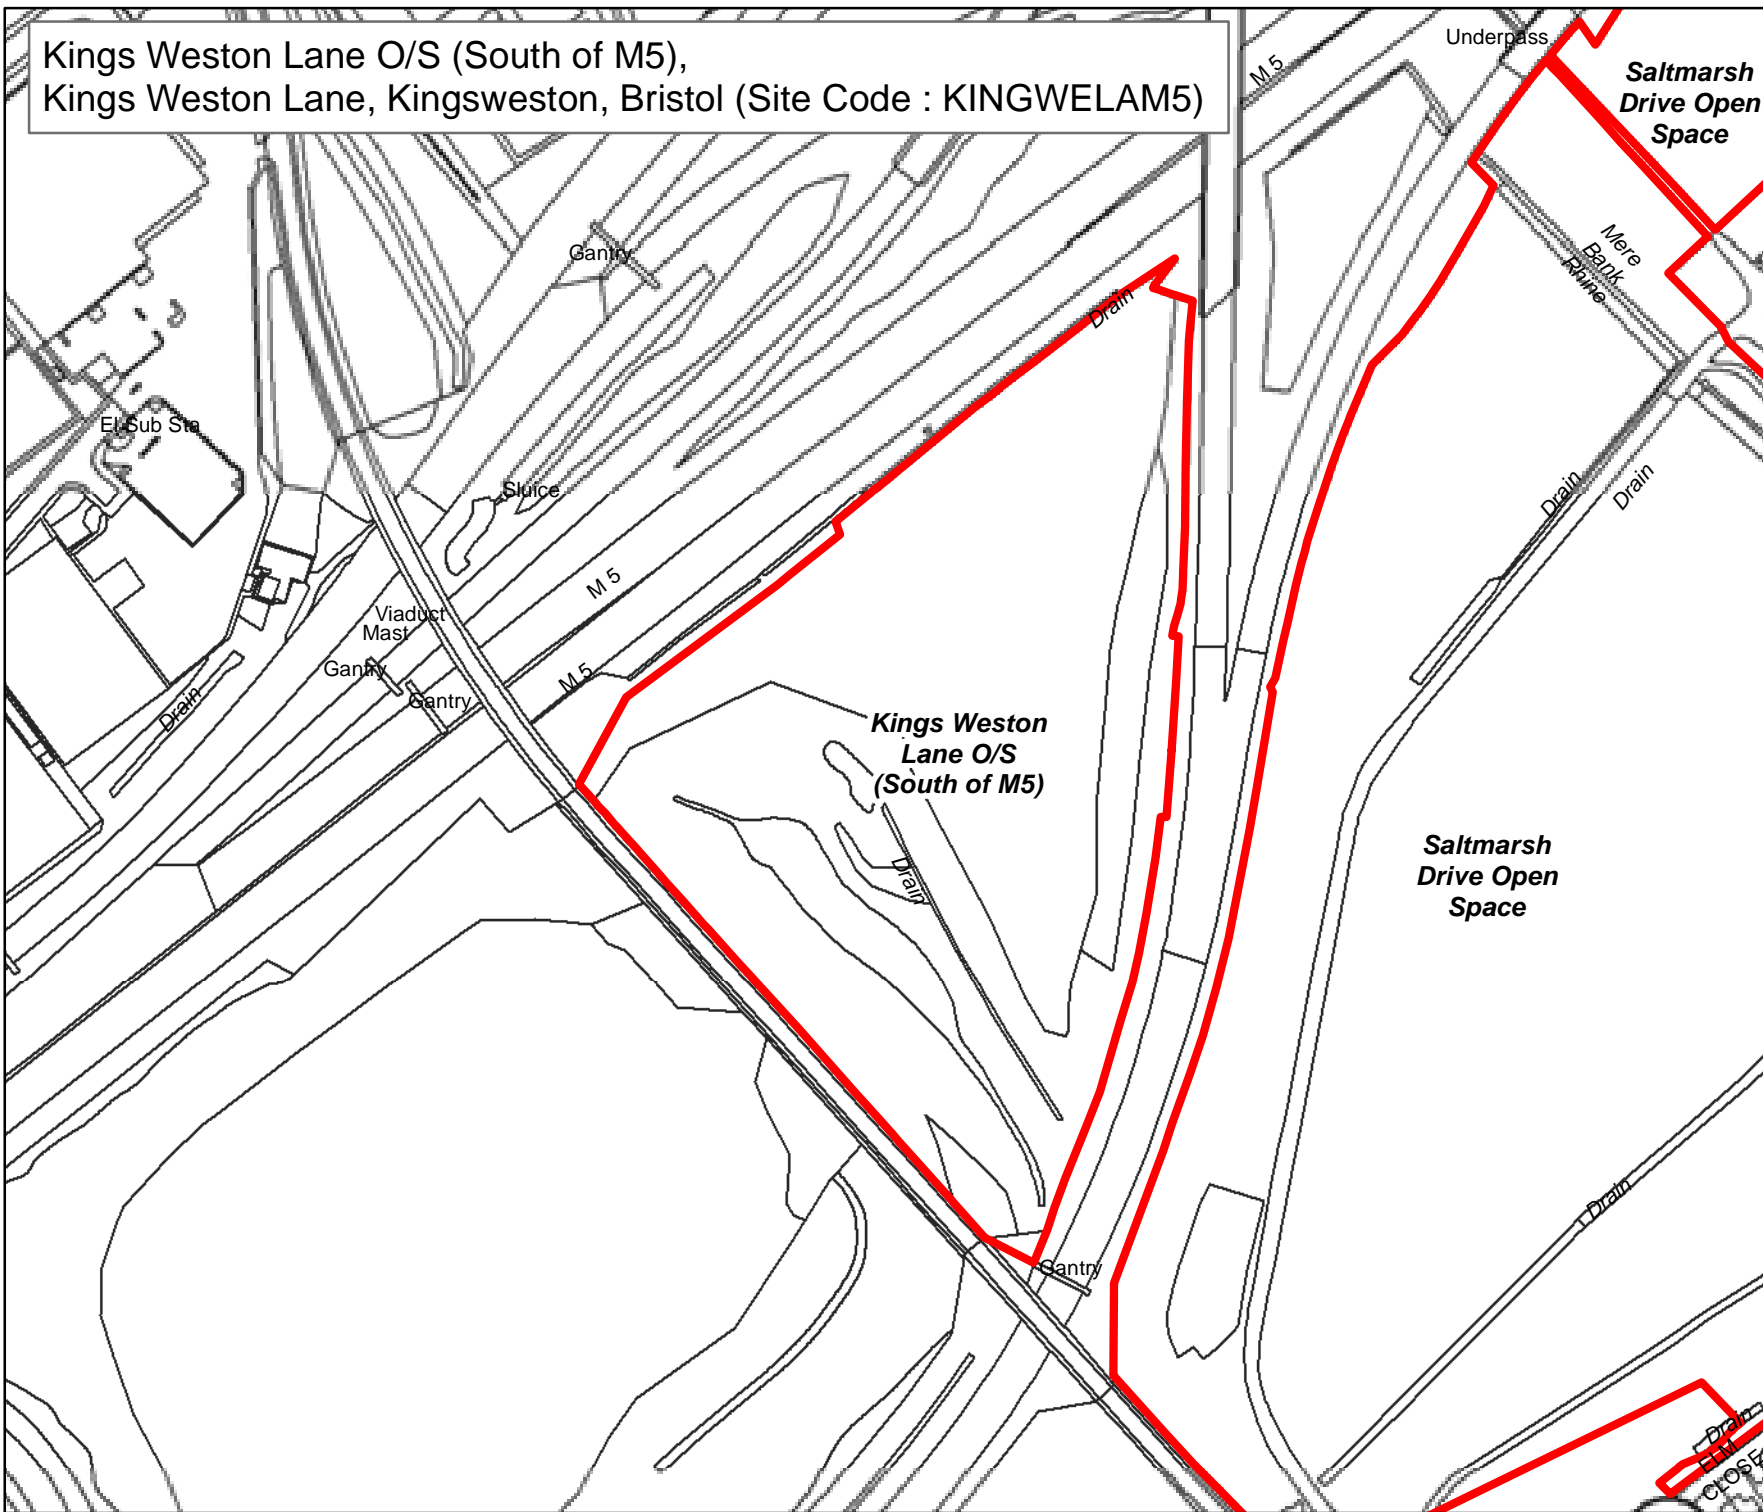 Kings Weston Lane O/S (South of M5),
Kings Weston Lane, Kingsweston, Bristol (Site Code : KINGWELAM5)
Underpass
M 5
Saltmarsh
Drive Open
Space
Mere
Bank
Rhine
Gantry
Drain
El Sub Sta
Sluice
Drain
Drain
M 5
Viaduct
Mast
Gantry
M 5
Gantry
Drain
Kings Weston
Lane O/S
(South of M5)
Drain
Saltmarsh
Drive Open
Space
Drain
Gantry
Drain
ELM
CLOSE